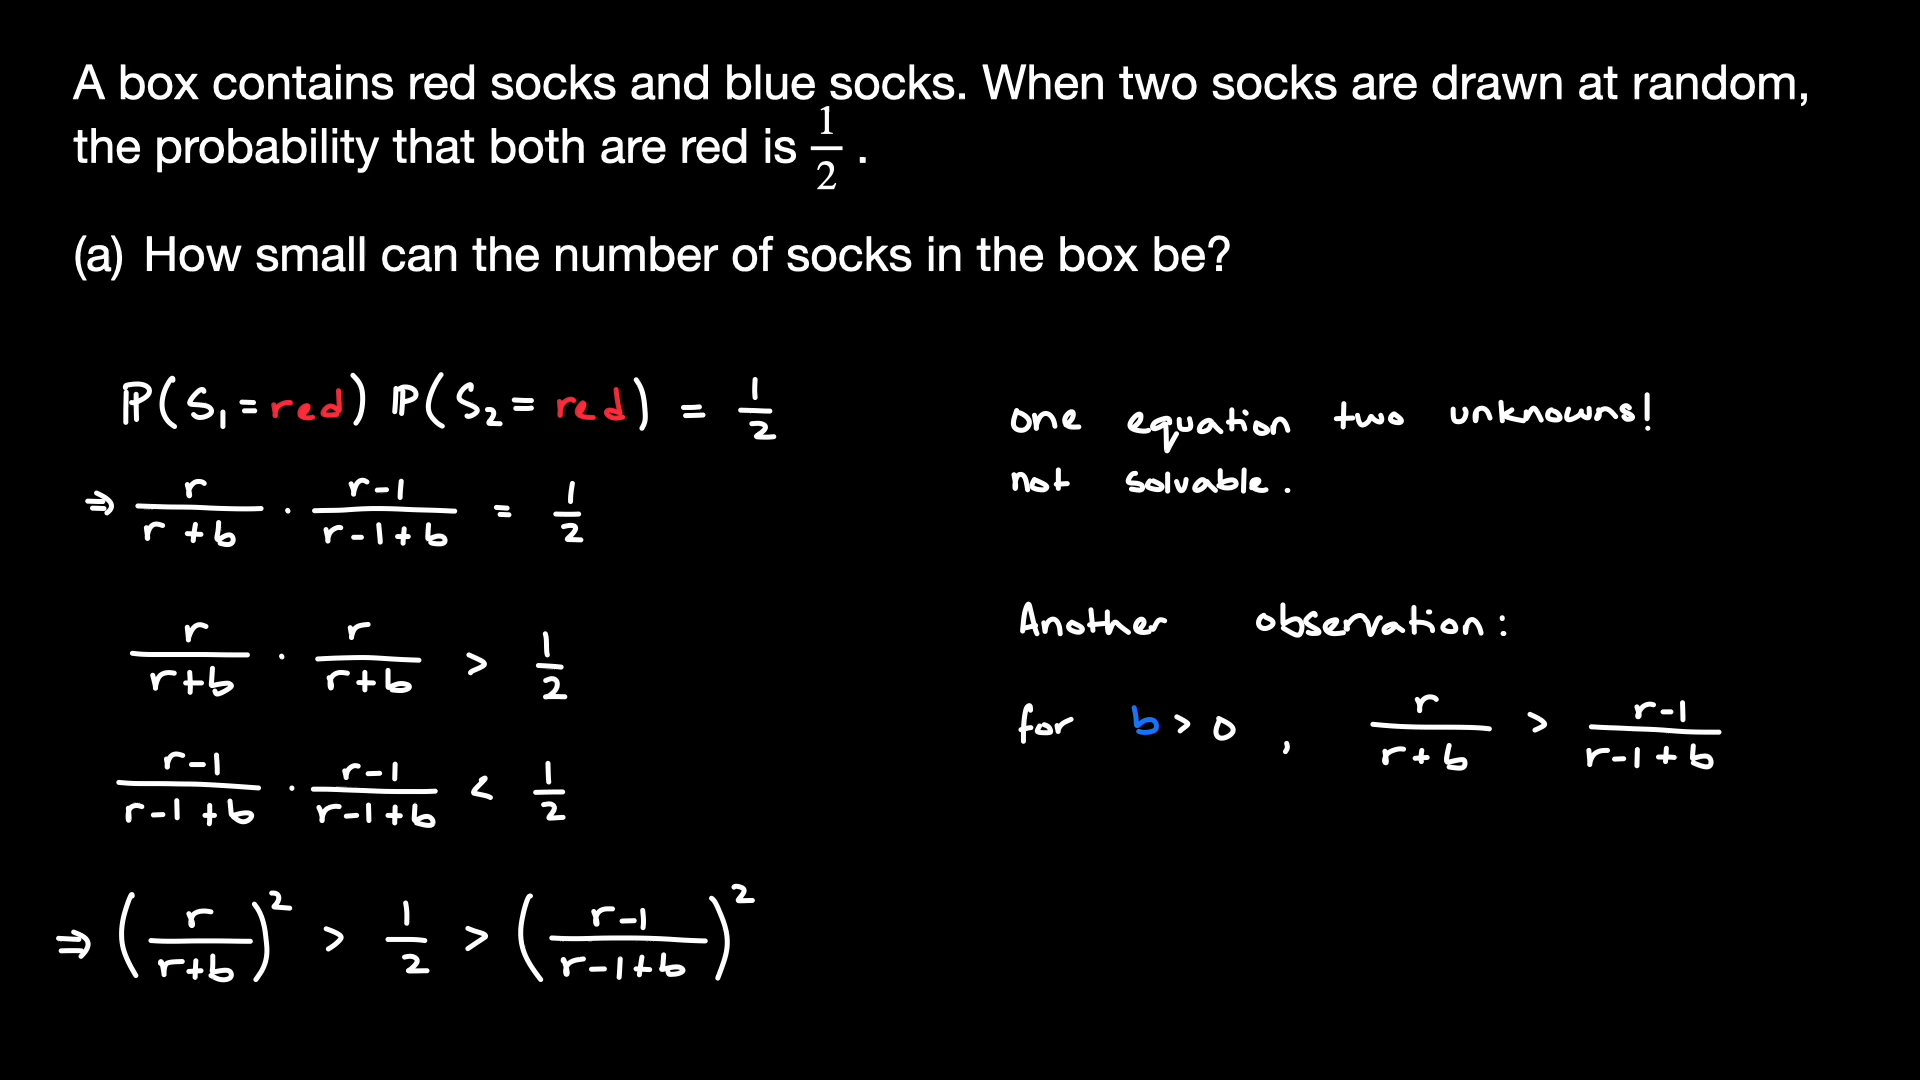 A box contains red socks and blue socks. When two socks are drawn at random,
the probability that both are red is 1/2 .
(a) How small can the number of socks in the box be?
ℙ(S₁ = red) ℙ(S₂ = red) = 1/2
⇒ r/(r+b) · (r-1)/(r-1+b) = 1/2
r/(r+b) · r/(r+b) > 1/2
(r-1)/(r-1+b) · (r-1)/(r-1+b) < 1/2
⇒ (r/(r+b))² > 1/2 > ((r-1)/(r-1+b))²
one equation two unknowns!
not solvable.
Another observation:
for b > 0 , r/(r+b) > (r-1)/(r-1+b)